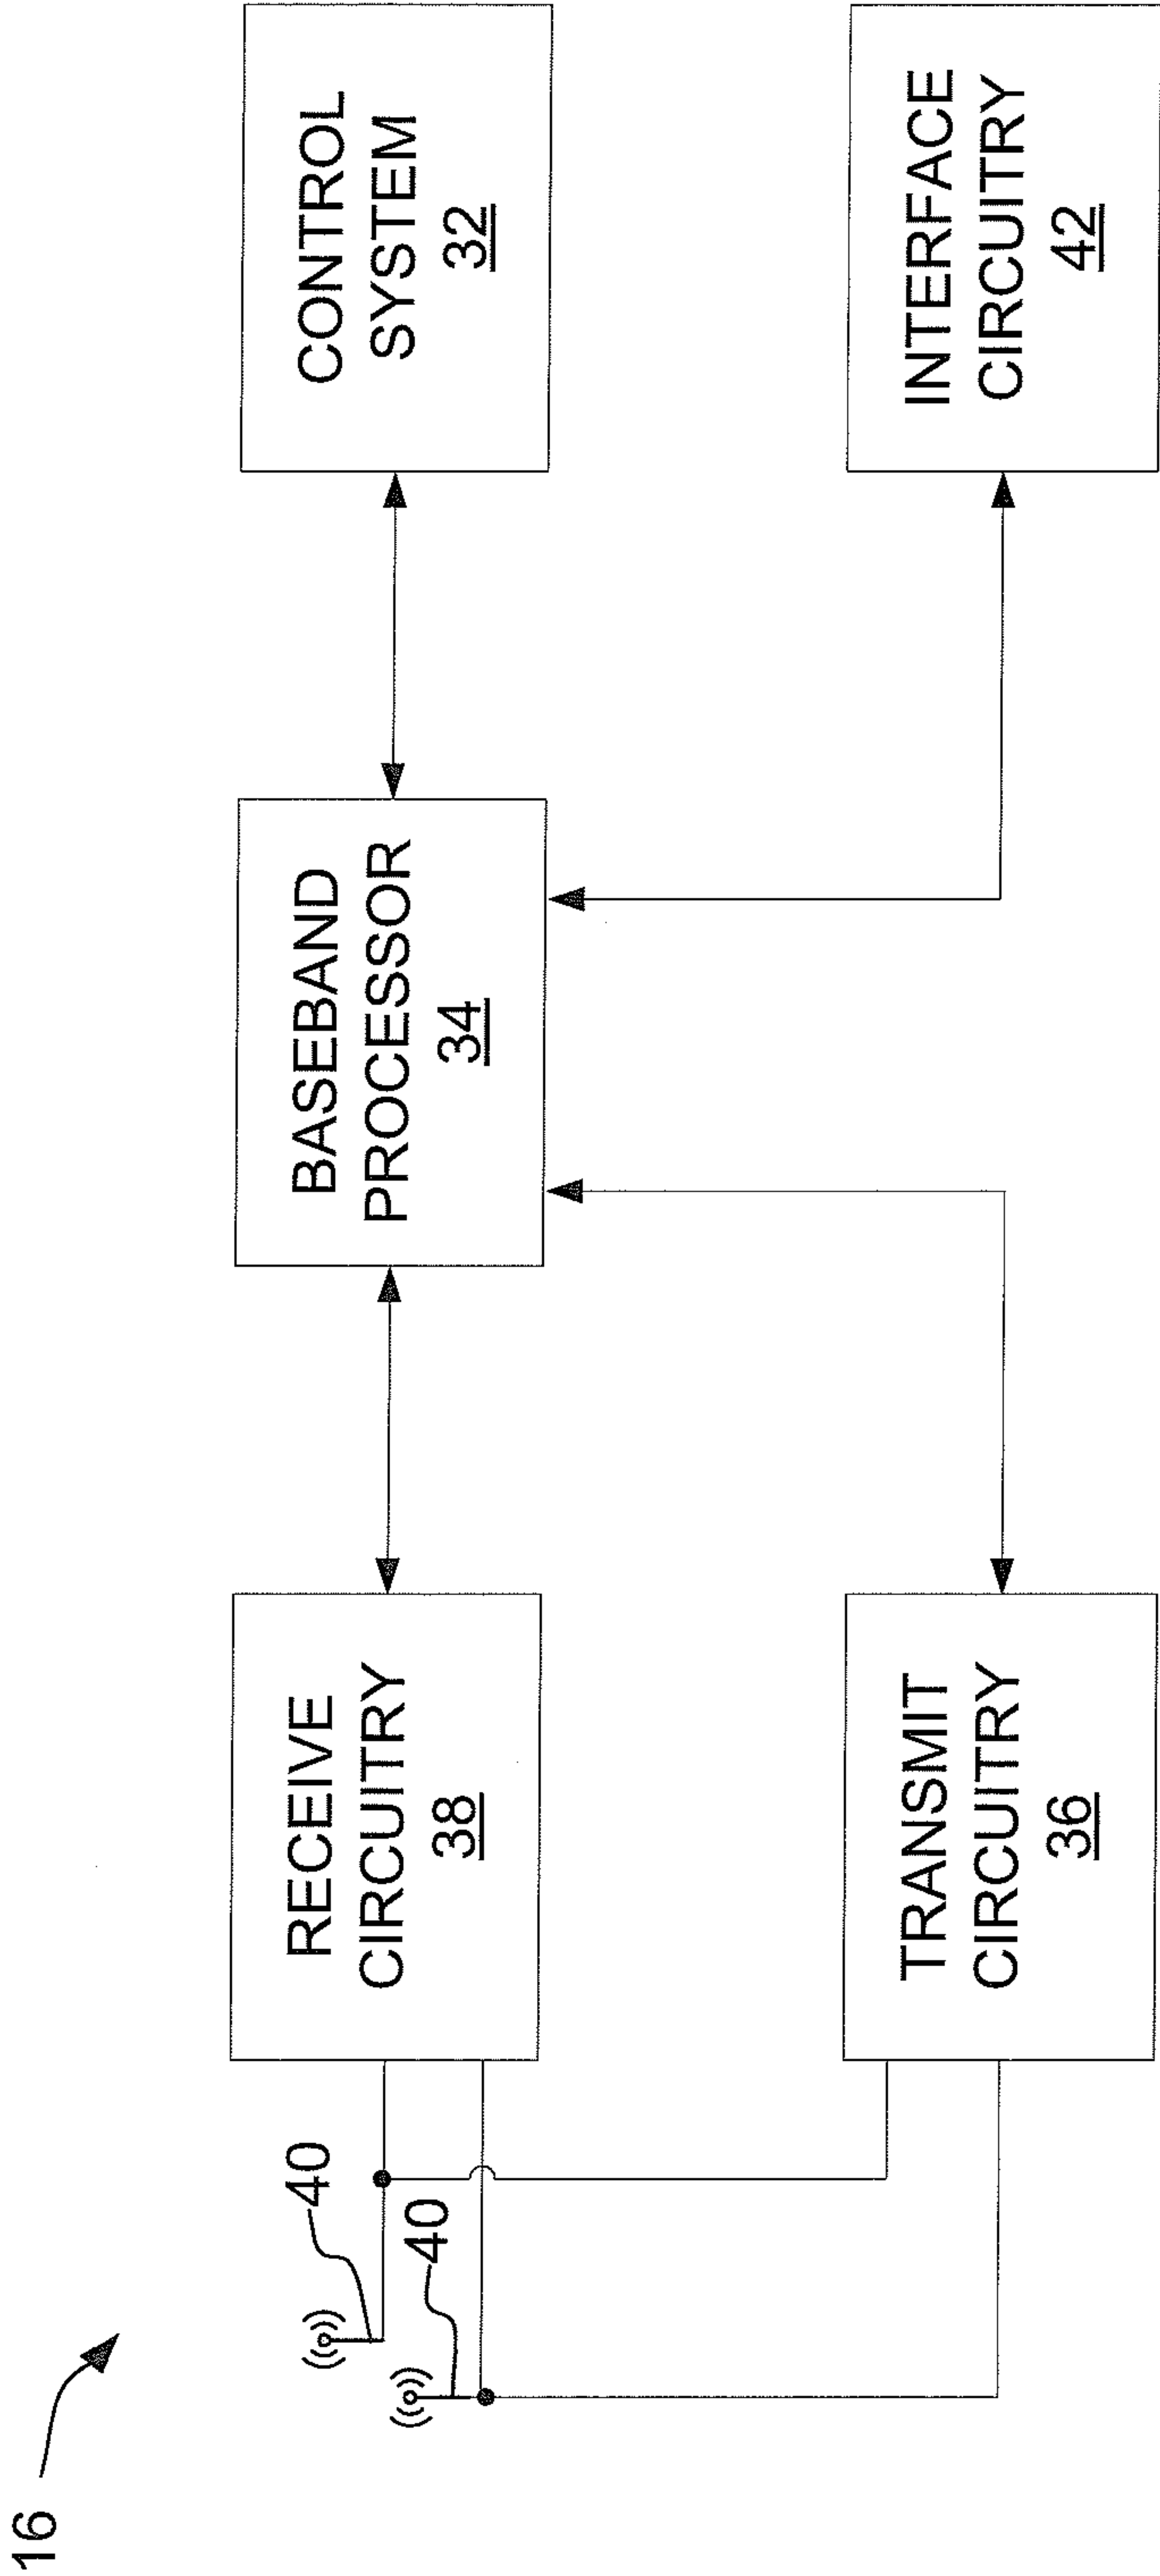 16
40
40
RECEIVE
CIRCUITRY
38
BASEBAND
PROCESSOR
34
CONTROL
SYSTEM
32
TRANSMIT
CIRCUITRY
36
INTERFACE
CIRCUITRY
42